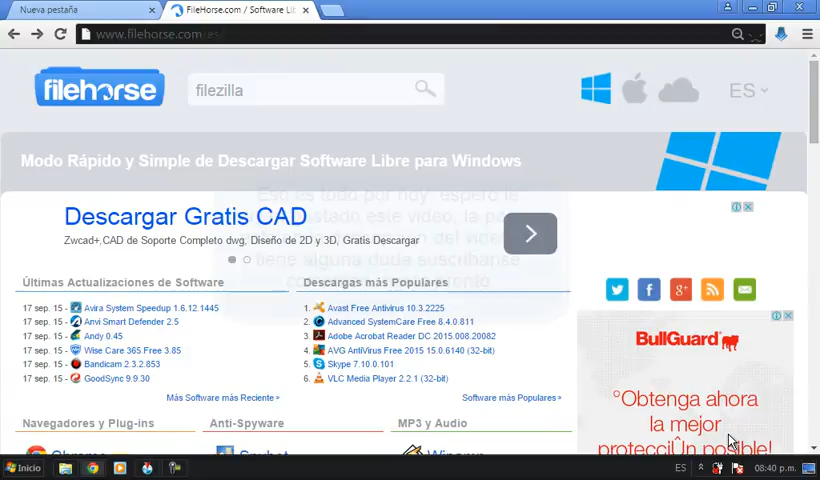 Nueva pestaña
FileHorse.com / Software Lib
www.filehorse.com/es/
filehorse
filezilla
ES
Modo Rápido y Simple de Descargar Software Libre para Windows
Descargar Gratis CAD
Zwcad+,CAD de Soporte Completo dwg, Diseño de 2D y 3D, Gratis Descargar
Últimas Actualizaciones de Software
17 sep. 15 - Avira System Speedup 1.6.12.1445
17 sep. 15 - Anvi Smart Defender 2.5
17 sep. 15 - Andy 0.45
17 sep. 15 - Wise Care 365 Free 3.85
17 sep. 15 - Bandicam 2.3.2.853
17 sep. 15 - GoodSync 9.9.30
Más Software más Reciente »
Descargas más Populares
1. Avast Free Antivirus 10.3.2225
2. Advanced SystemCare Free 8.4.0.811
3. Adobe Acrobat Reader DC 2015.008.20082
4. AVG AntiVirus Free 2015 15.0.6140 (32-bit)
5. Skype 7.10.0.101
6. VLC Media Player 2.2.1 (32-bit)
Software más Populares »
BullGuard
°Obtenga ahora
la mejor
protecciÛn posible!
Navegadores y Plug-ins
Anti-Spyware
MP3 y Audio
Chrome
Spybot
Winamp
Inicio
ES
08:40 p.m.